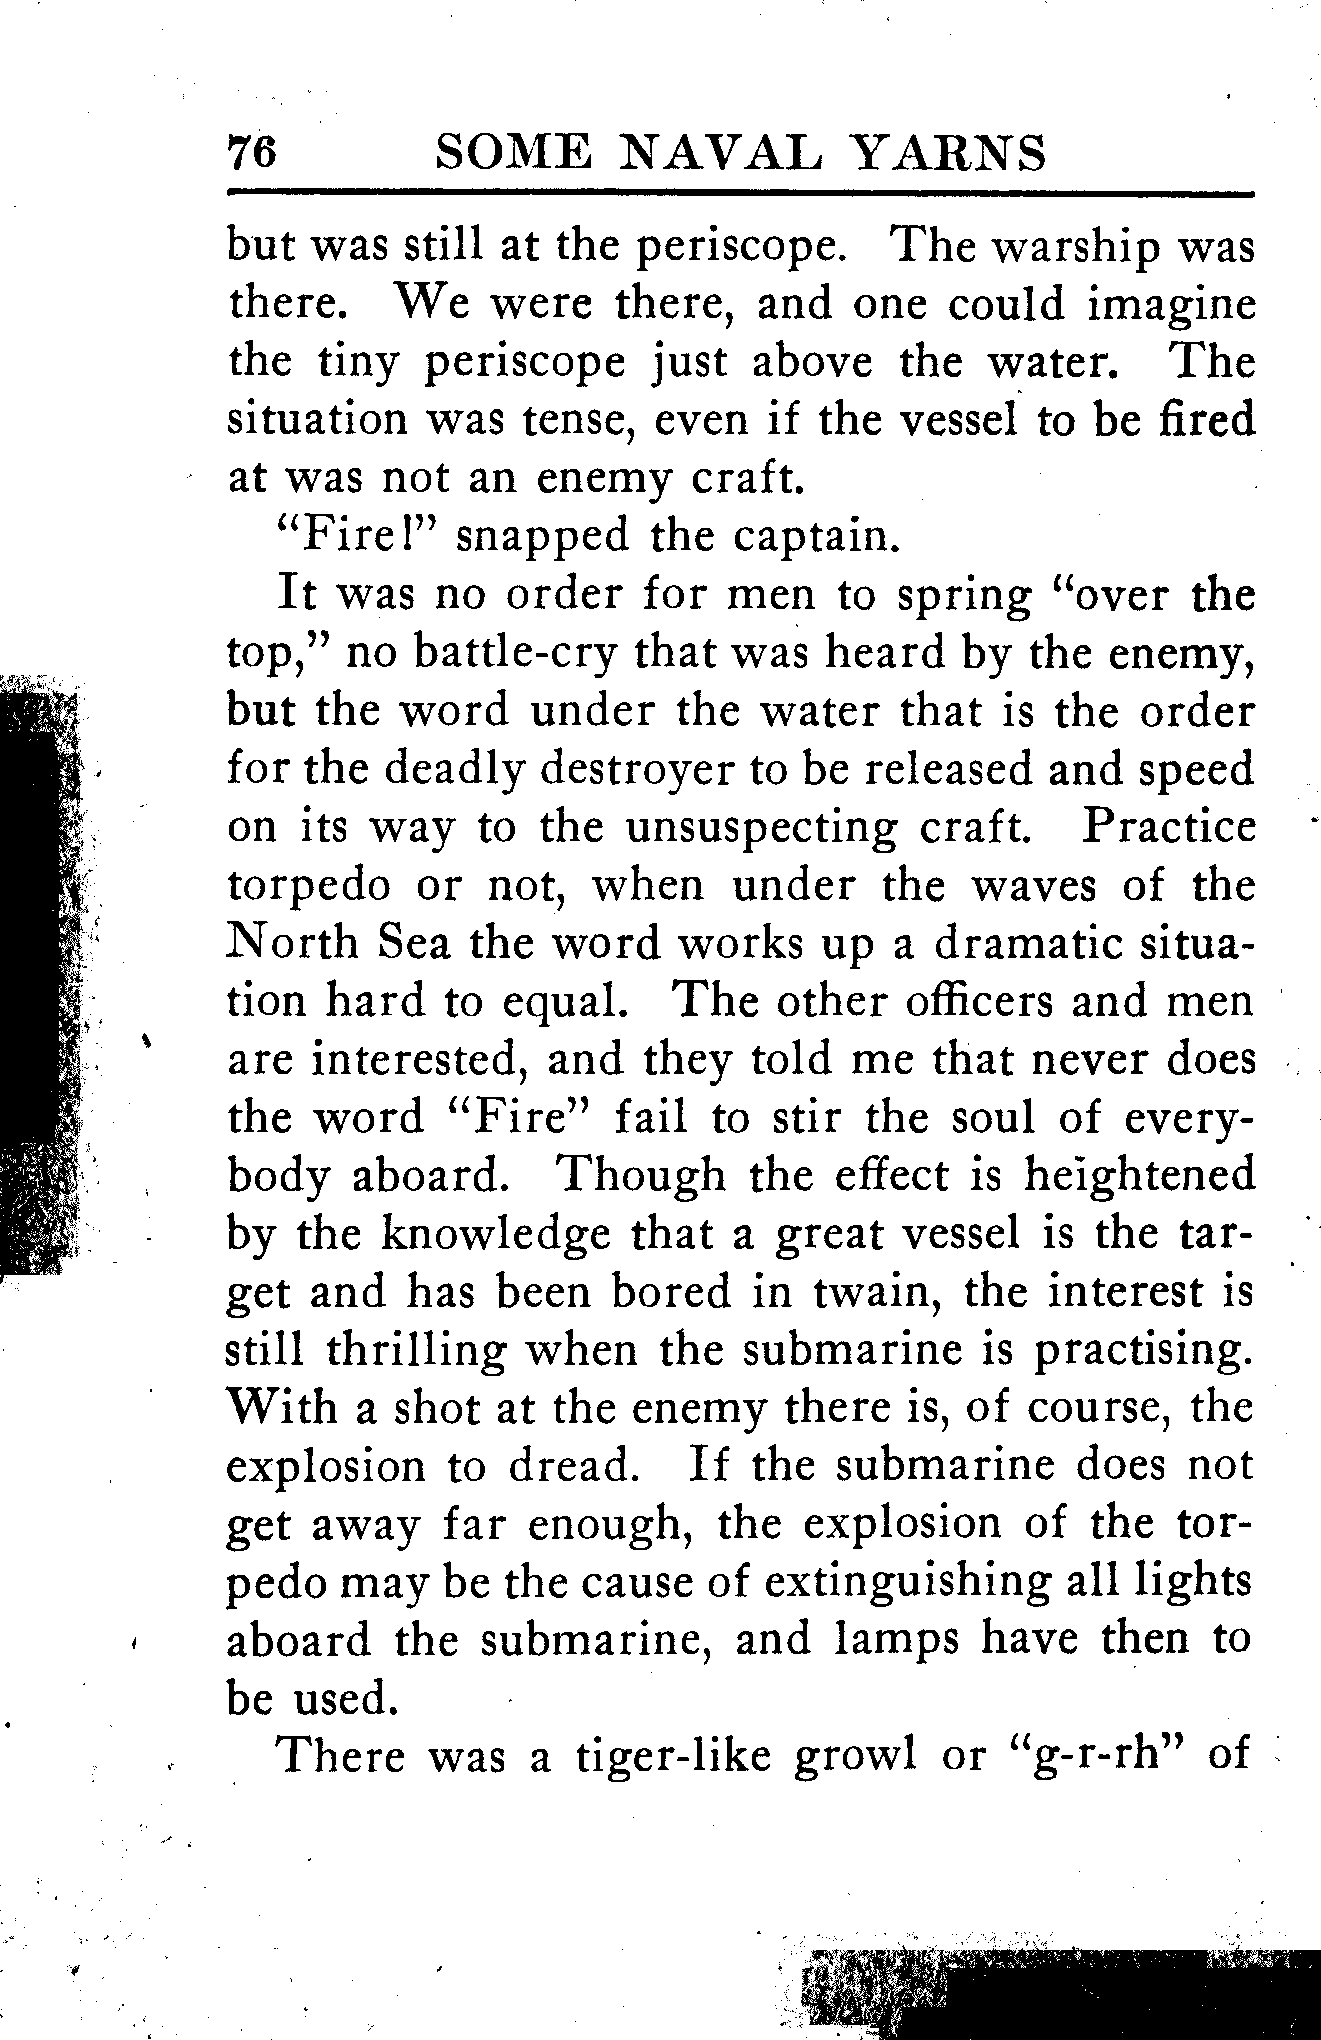 76 SOME NAVAL YARNS
but was still at the periscope. The warship was
there. We were there, and one could imagine
the tiny periscope just above the water. The
situation was tense, even if the vessel to be fired
at was not an enemy craft.
"Fire!" snapped the captain.
It was no order for men to spring "over the
top," no battle-cry that was heard by the enemy,
but the word under the water that is the order
for the deadly destroyer to be released and speed
on its way to the unsuspecting craft. Practice
torpedo or not, when under the waves of the
North Sea the word works up a dramatic situa-
tion hard to equal. The other officers and men
are interested, and they told me that never does
the word "Fire" fail to stir the soul of every-
body aboard. Though the effect is heightened
by the knowledge that a great vessel is the tar-
get and has been bored in twain, the interest is
still thrilling when the submarine is practising.
With a shot at the enemy there is, of course, the
explosion to dread. If the submarine does not
get away far enough, the explosion of the tor-
pedo may be the cause of extinguishing all lights
aboard the submarine, and lamps have then to
be used.
There was a tiger-like growl or "g-r-rh" of